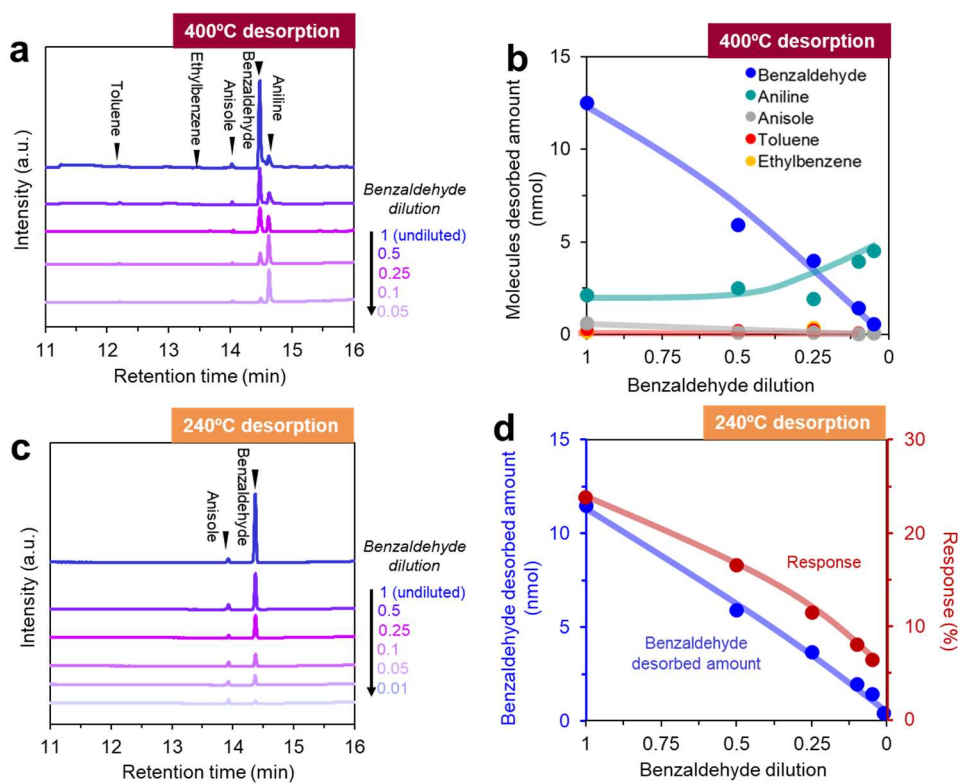 a
400ºC desorption
Toluene
Ethylbenzene
Anisole
Benzaldehyde
Aniline
Intensity (a.u.)
Benzaldehyde
dilution
1 (undiluted)
0.5
0.25
0.1
0.05
11 12 13 14 15 16
Retention time (min)
b
400ºC desorption
15
10
5
0
Molecules desorbed amount
(nmol)
Benzaldehyde
Aniline
Anisole
Toluene
Ethylbenzene
1 0.75 0.5 0.25 0
Benzaldehyde dilution
c
240ºC desorption
Anisole
Benzaldehyde
Intensity (a.u.)
Benzaldehyde
dilution
1 (undiluted)
0.5
0.25
0.1
0.05
0.01
11 12 13 14 15 16
Retention time (min)
d
240ºC desorption
15
10
5
0
Benzaldehyde desorbed amount
(nmol)
Response
Benzaldehyde
desorbed amount
30
20
10
0
Response (%)
1 0.75 0.5 0.25 0
Benzaldehyde dilution